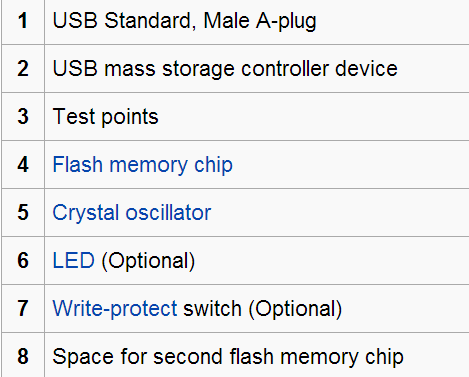 1 USB Standard, Male A-plug
2 USB mass storage controller device
3 Test points
4 Flash memory chip
5 Crystal oscillator
6 LED (Optional)
7 Write-protect switch (Optional)
8 Space for second flash memory chip